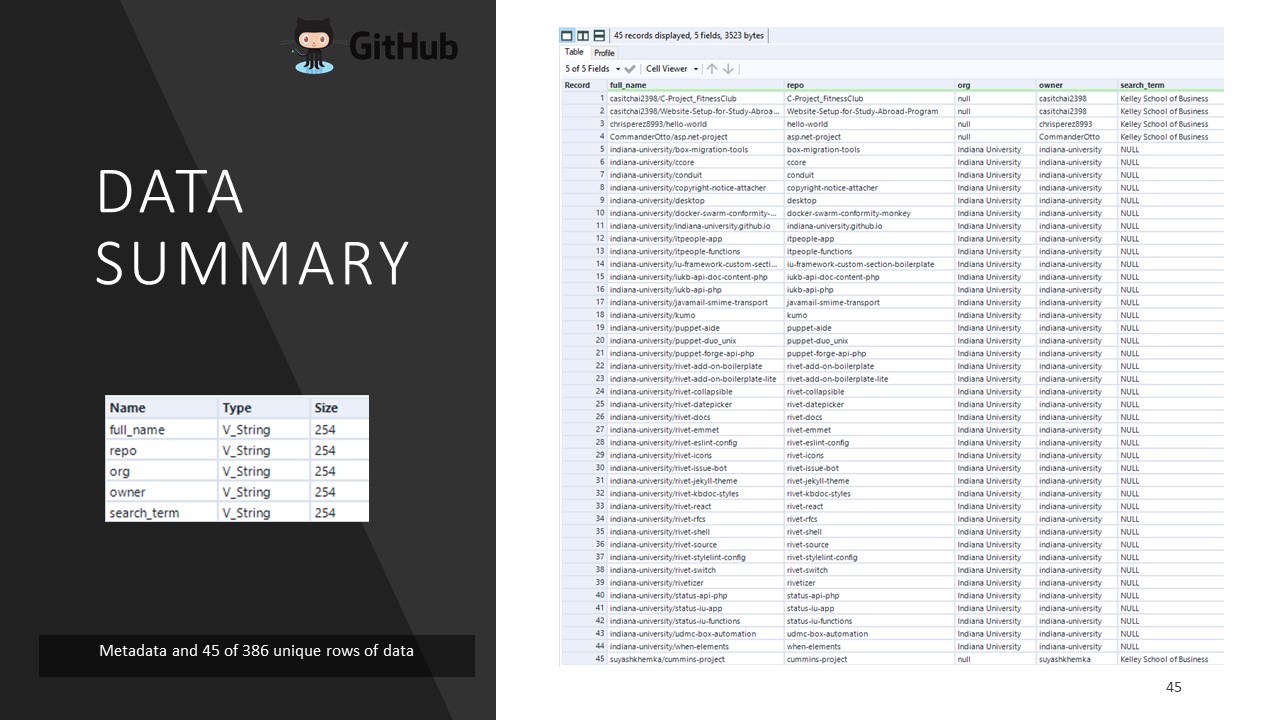 GitHub
DATA
SUMMARY
Name Type Size
full_name V_String 254
repo V_String 254
org V_String 254
owner V_String 254
search_term V_String 254
Metadata and 45 of 386 unique rows of data
45 records displayed, 5 fields, 3523 bytes
Table Profile
5 of 5 Fields Cell Viewer
Record full_name repo org owner search_term
1 casitchai2398/C-Project_FitnessClub C-Project_FitnessClub null casitchai2398 Kelley School of Business
2 casitchai2398/Website-Setup-for-Study-Abroa... Website-Setup-for-Study-Abroad-Program null casitchai2398 Kelley School of Business
3 chrisperez8993/hello-world hello-world null chrisperez8993 Kelley School of Business
4 CommanderOtto/asp.net-project asp.net-project null CommanderOtto Kelley School of Business
5 indiana-university/box-migration-tools box-migration-tools Indiana University indiana-university NULL
6 indiana-university/ccore ccore Indiana University indiana-university NULL
7 indiana-university/conduit conduit Indiana University indiana-university NULL
8 indiana-university/copyright-notice-attacher copyright-notice-attacher Indiana University indiana-university NULL
9 indiana-university/desktop desktop Indiana University indiana-university NULL
10 indiana-university/docker-swarm-conformity-... docker-swarm-conformity-monkey Indiana University indiana-university NULL
11 indiana-university/indiana-university.github.io indiana-university.github.io Indiana University indiana-university NULL
12 indiana-university/itpeople-app itpeople-app Indiana University indiana-university NULL
13 indiana-university/itpeople-functions itpeople-functions Indiana University indiana-university NULL
14 indiana-university/iu-framework-custom-secti... iu-framework-custom-section-boilerplate Indiana University indiana-university NULL
15 indiana-university/iukb-api-doc-content-php iukb-api-doc-content-php Indiana University indiana-university NULL
16 indiana-university/iukb-api-php iukb-api-php Indiana University indiana-university NULL
17 indiana-university/javamail-smime-transport javamail-smime-transport Indiana University indiana-university NULL
18 indiana-university/kumo kumo Indiana University indiana-university NULL
19 indiana-university/puppet-aide puppet-aide Indiana University indiana-university NULL
20 indiana-university/puppet-duo_unix puppet-duo_unix Indiana University indiana-university NULL
21 indiana-university/puppet-forge-api-php puppet-forge-api-php Indiana University indiana-university NULL
22 indiana-university/rivet-add-on-boilerplate rivet-add-on-boilerplate Indiana University indiana-university NULL
23 indiana-university/rivet-add-on-boilerplate-lite rivet-add-on-boilerplate-lite Indiana University indiana-university NULL
24 indiana-university/rivet-collapsible rivet-collapsible Indiana University indiana-university NULL
25 indiana-university/rivet-datepicker rivet-datepicker Indiana University indiana-university NULL
26 indiana-university/rivet-docs rivet-docs Indiana University indiana-university NULL
27 indiana-university/rivet-emmet rivet-emmet Indiana University indiana-university NULL
28 indiana-university/rivet-eslint-config rivet-eslint-config Indiana University indiana-university NULL
29 indiana-university/rivet-icons rivet-icons Indiana University indiana-university NULL
30 indiana-university/rivet-issue-bot rivet-issue-bot Indiana University indiana-university NULL
31 indiana-university/rivet-jekyll-theme rivet-jekyll-theme Indiana University indiana-university NULL
32 indiana-university/rivet-kbdoc-styles rivet-kbdoc-styles Indiana University indiana-university NULL
33 indiana-university/rivet-react rivet-react Indiana University indiana-university NULL
34 indiana-university/rivet-rfcs rivet-rfcs Indiana University indiana-university NULL
35 indiana-university/rivet-shell rivet-shell Indiana University indiana-university NULL
36 indiana-university/rivet-source rivet-source Indiana University indiana-university NULL
37 indiana-university/rivet-stylelint-config rivet-stylelint-config Indiana University indiana-university NULL
38 indiana-university/rivet-switch rivet-switch Indiana University indiana-university NULL
39 indiana-university/rivetizer rivetizer Indiana University indiana-university NULL
40 indiana-university/status-api-php status-api-php Indiana University indiana-university NULL
41 indiana-university/status-iu-app status-iu-app Indiana University indiana-university NULL
42 indiana-university/status-iu-functions status-iu-functions Indiana University indiana-university NULL
43 indiana-university/udmc-box-automation udmc-box-automation Indiana University indiana-university NULL
44 indiana-university/when-elements when-elements Indiana University indiana-university NULL
45 suyashkhemka/cummins-project cummins-project null suyashkhemka Kelley School of Business
45